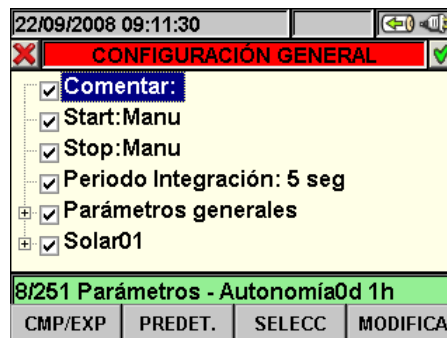 22/09/2008 09:11:30
CONFIGURACIÓN GENERAL
Comentar:
Start:Manu
Stop:Manu
Periodo Integración: 5 seg
Parámetros generales
Solar01
8/251 Parámetros - Autonomía0d 1h
CMP/EXP PREDET. SELECC MODIFICA